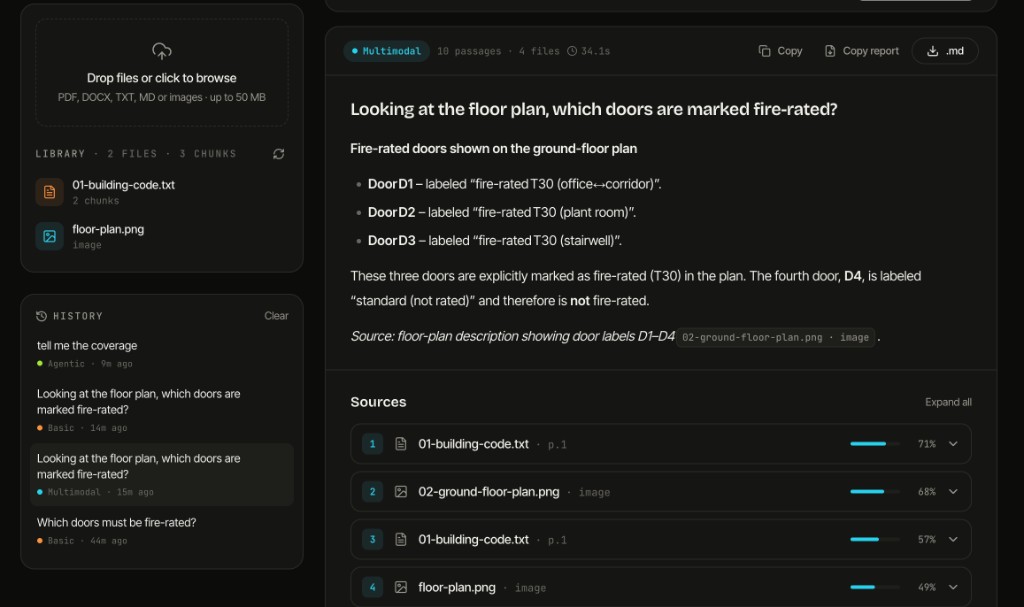 Drop files or click to browse
PDF, DOCX, TXT, MD or images · up to 50 MB
LIBRARY · 2 FILES · 3 CHUNKS
01-building-code.txt
2 chunks
floor-plan.png
image
HISTORY
Clear
tell me the coverage
Agentic · 9m ago
Looking at the floor plan, which doors are
marked fire-rated?
Basic · 14m ago
Looking at the floor plan, which doors are
marked fire-rated?
Multimodal · 15m ago
Which doors must be fire-rated?
Basic · 44m ago
Multimodal 10 passages · 4 files 34.1s
Copy
Copy report
.md
Looking at the floor plan, which doors are marked fire-rated?
Fire-rated doors shown on the ground-floor plan
• Door D1 – labeled “fire-rated T30 (office↔corridor)”.
• Door D2 – labeled “fire-rated T30 (plant room)”.
• Door D3 – labeled “fire-rated T30 (stairwell)”.
These three doors are explicitly marked as fire-rated (T30) in the plan. The fourth door, D4, is labeled
“standard (not rated)” and therefore is not fire-rated.
Source: floor-plan description showing door labels D1–D4 02-ground-floor-plan.png · image .
Sources
Expand all
1 01-building-code.txt · p.1 71%
2 02-ground-floor-plan.png · image 68%
3 01-building-code.txt · p.1 57%
4 floor-plan.png · image 49%